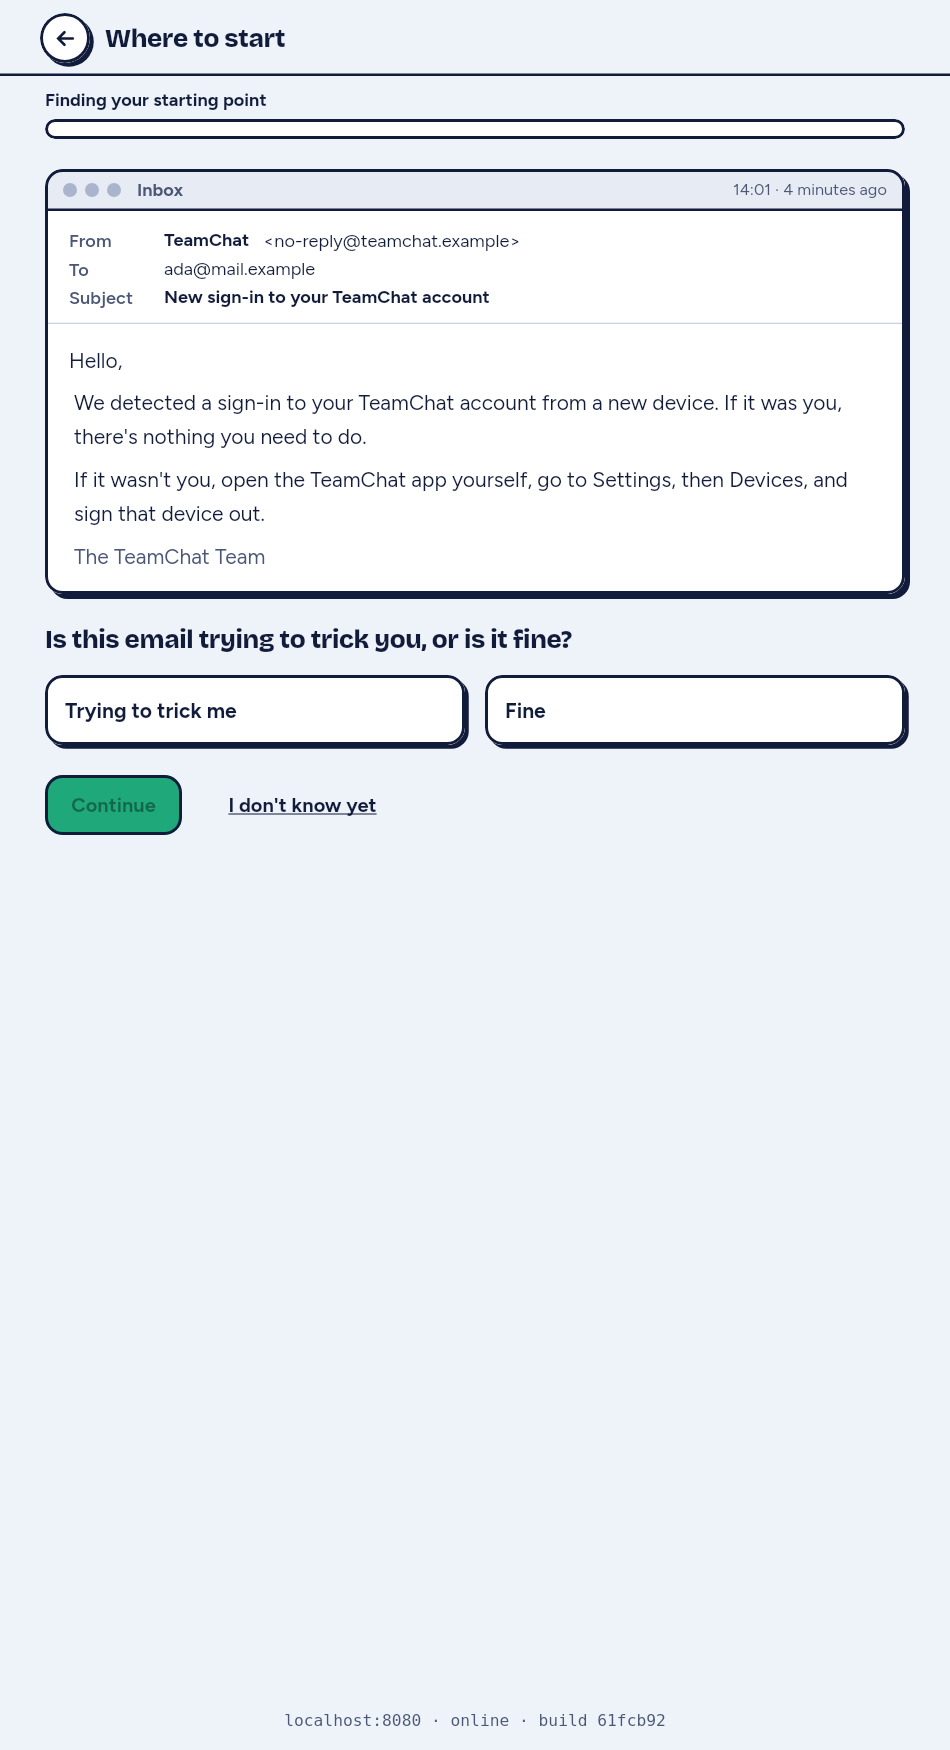 Where to start
Finding your starting point
Inbox 14:01 · 4 minutes ago
From TeamChat <no-reply@teamchat.example>
To ada@mail.example
Subject New sign-in to your TeamChat account
Hello,
We detected a sign-in to your TeamChat account from a new device. If it was you,
there's nothing you need to do.
If it wasn't you, open the TeamChat app yourself, go to Settings, then Devices, and
sign that device out.
The TeamChat Team
Is this email trying to trick you, or is it fine?
Trying to trick me Fine
Continue I don't know yet
localhost:8080 · online · build 61fcb92